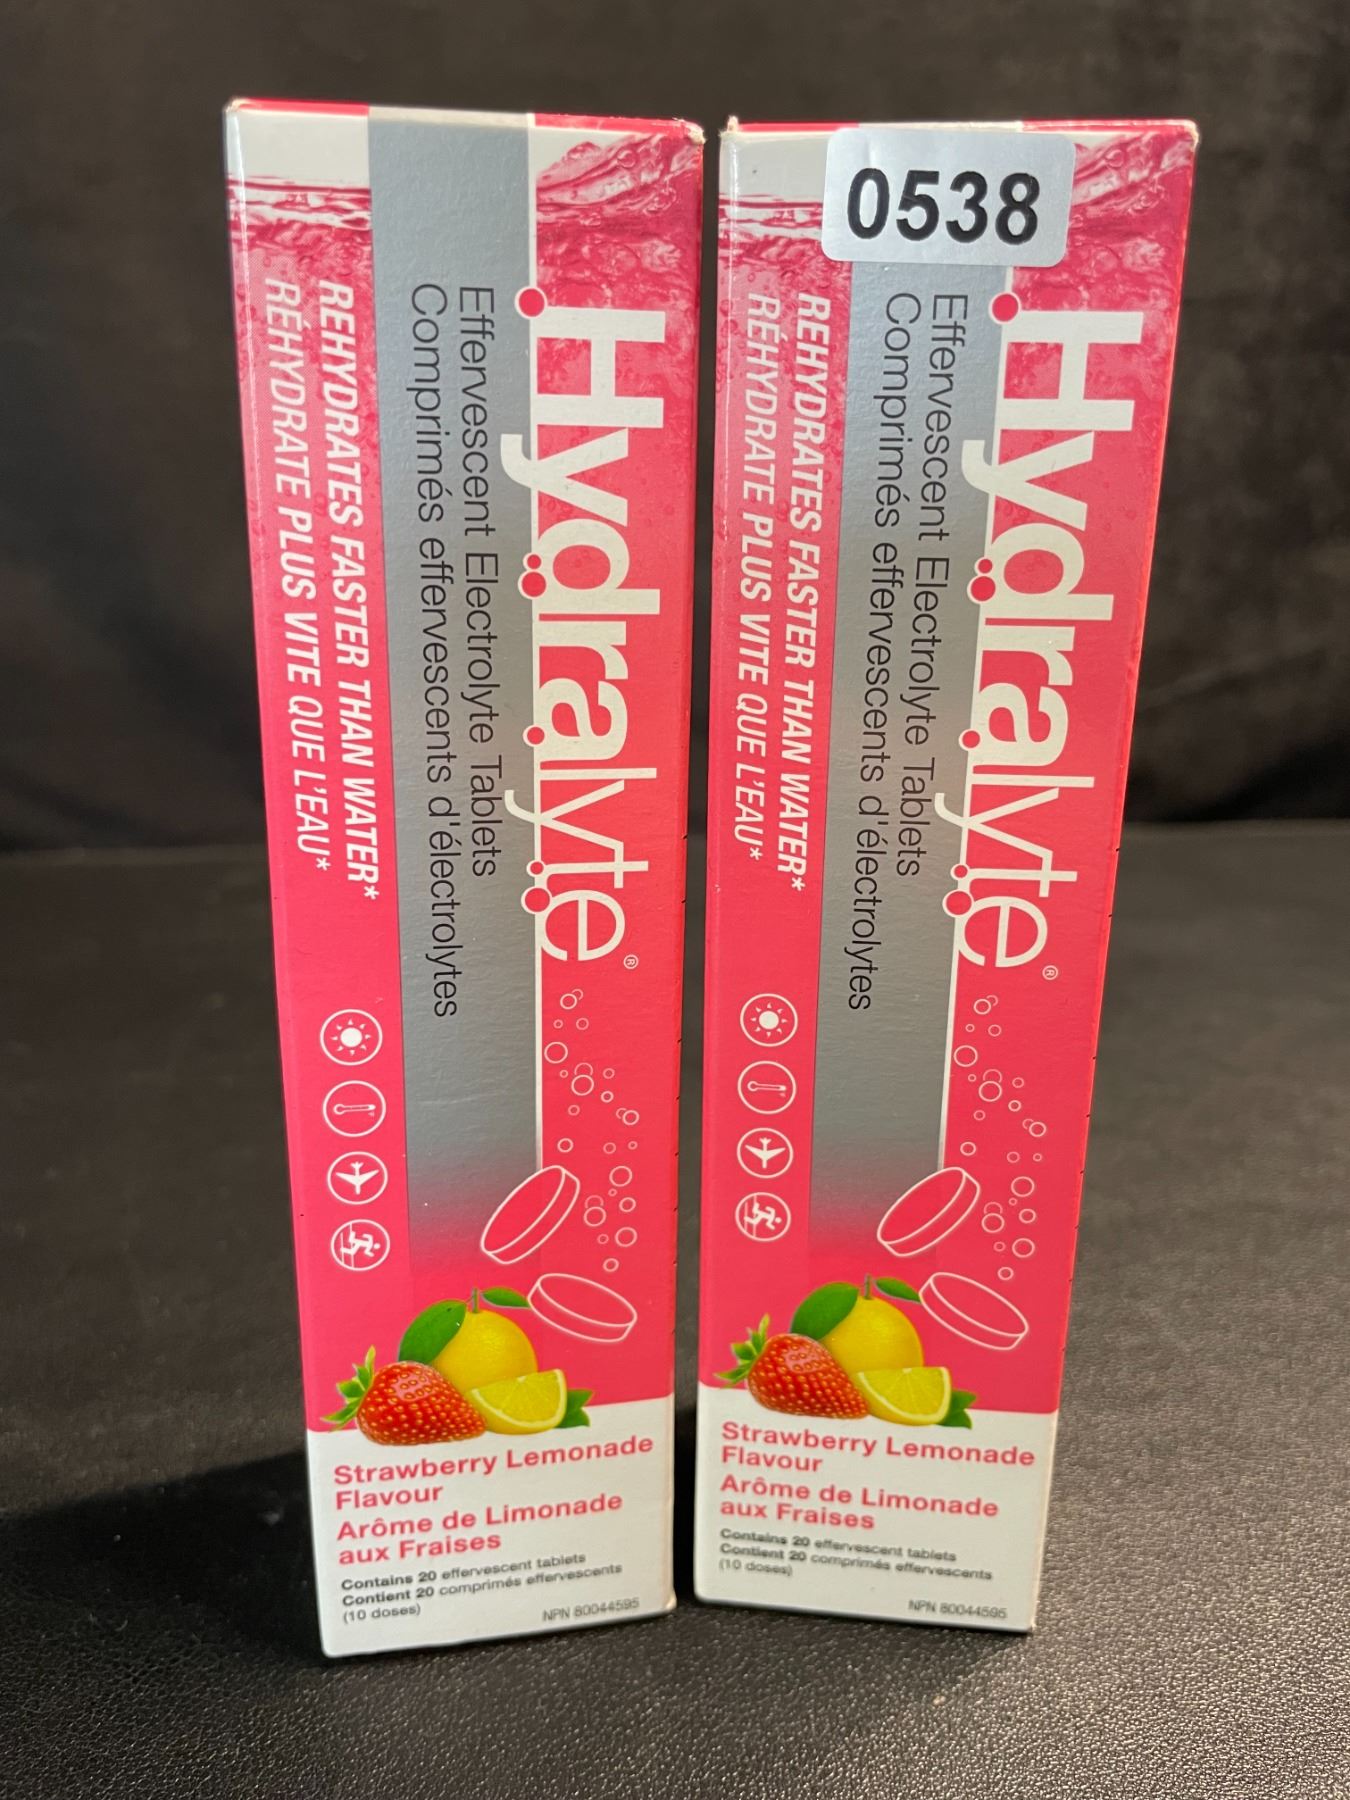 Hydralyte®
Effervescent Electrolyte Tablets
Comprimés effervescents d'électrolytes
REHYDRATES FASTER THAN WATER*
RÉHYDRATE PLUS VITE QUE L'EAU*
Strawberry Lemonade
Flavour
Arôme de Limonade
aux Fraises
Contains 20 effervescent tablets
Contient 20 comprimés effervescents
(10 doses)
NPN 80044595
0538
Hydralyte®
Effervescent Electrolyte Tablets
Comprimés effervescents d'électrolytes
REHYDRATES FASTER THAN WATER*
RÉHYDRATE PLUS VITE QUE L'EAU*
Strawberry Lemonade
Flavour
Arôme de Limonade
aux Fraises
Contains 20 effervescent tablets
Contient 20 comprimés effervescents
(10 doses)
NPN 80044595